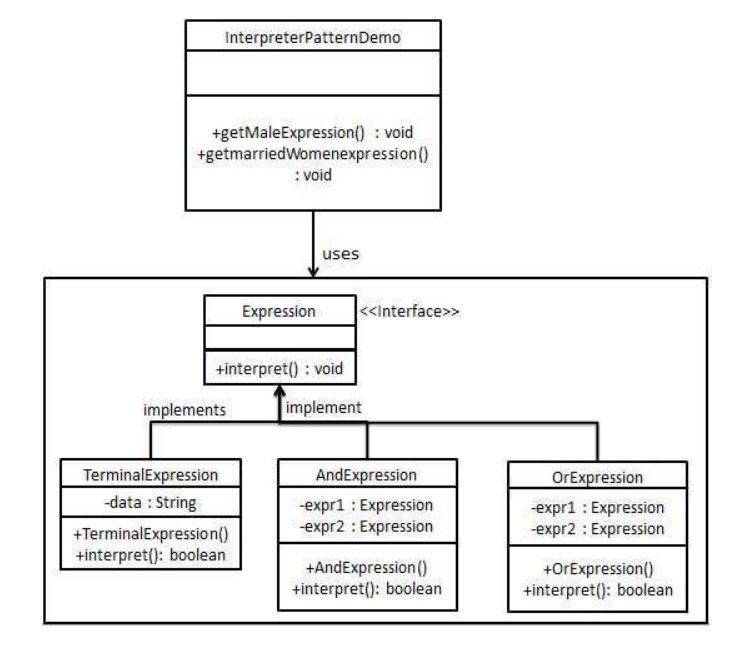 InterpreterPatternDemo
+getMaleExpression() : void
+getmarriedWomenexpression()
: void
uses
Expression
<<Interface>>
+interpret() : void
implements
implement
TerminalExpression
-data : String
+TerminalExpression()
+interpret(): boolean
AndExpression
-expr1 : Expression
-expr2 : Expression
+AndExpression()
+interpret(): boolean
OrExpression
-expr1 : Expression
-expr2 : Expression
+OrExpression()
+interpret(): boolean